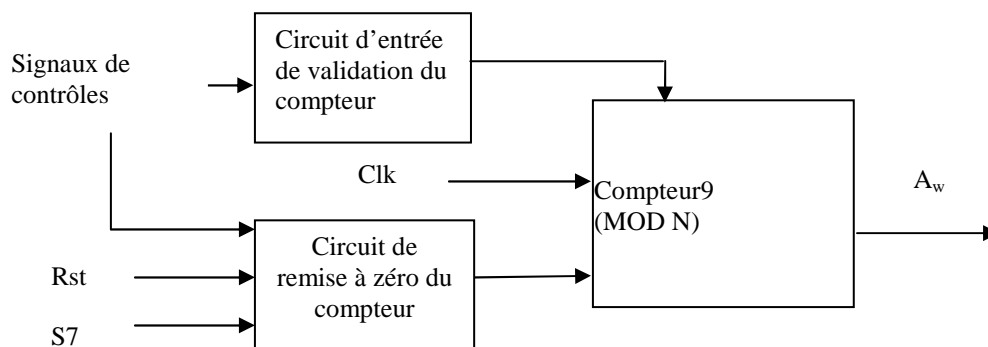 Signaux de
contrôles
Circuit d’entrée
de validation du
compteur
Clk
Compteur9
(MOD N)
A_w
Circuit de
remise à zéro du
compteur
Rst
S7